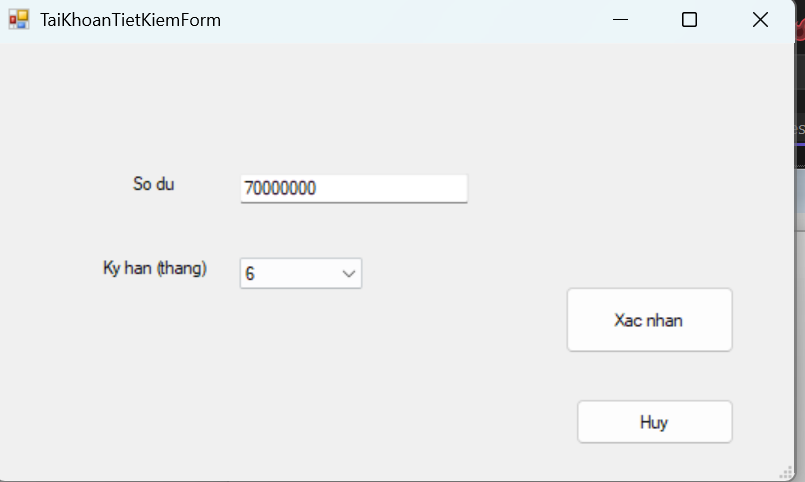 TaiKhoanTietKiemForm
So du
70000000
Ky han (thang)
6
Xac nhan
Huy